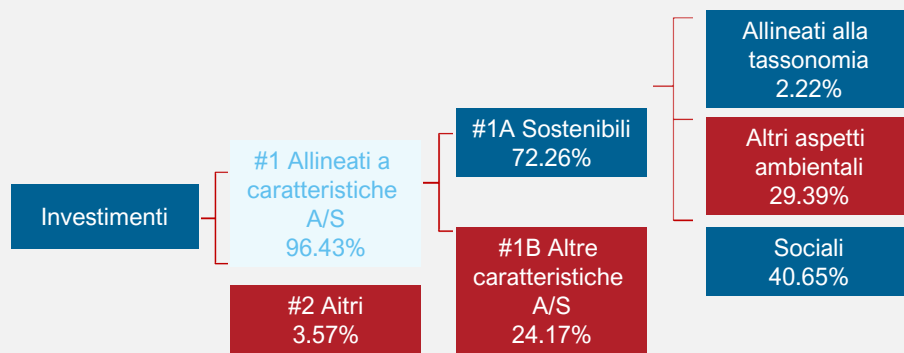 Investimenti
#1 Allineati a
caratteristiche
A/S
96.43%
#2 Aitri
3.57%
#1A Sostenibili
72.26%
#1B Altre
caratteristiche
A/S
24.17%
Allineati alla
tassonomia
2.22%
Altri aspetti
ambientali
29.39%
Sociali
40.65%